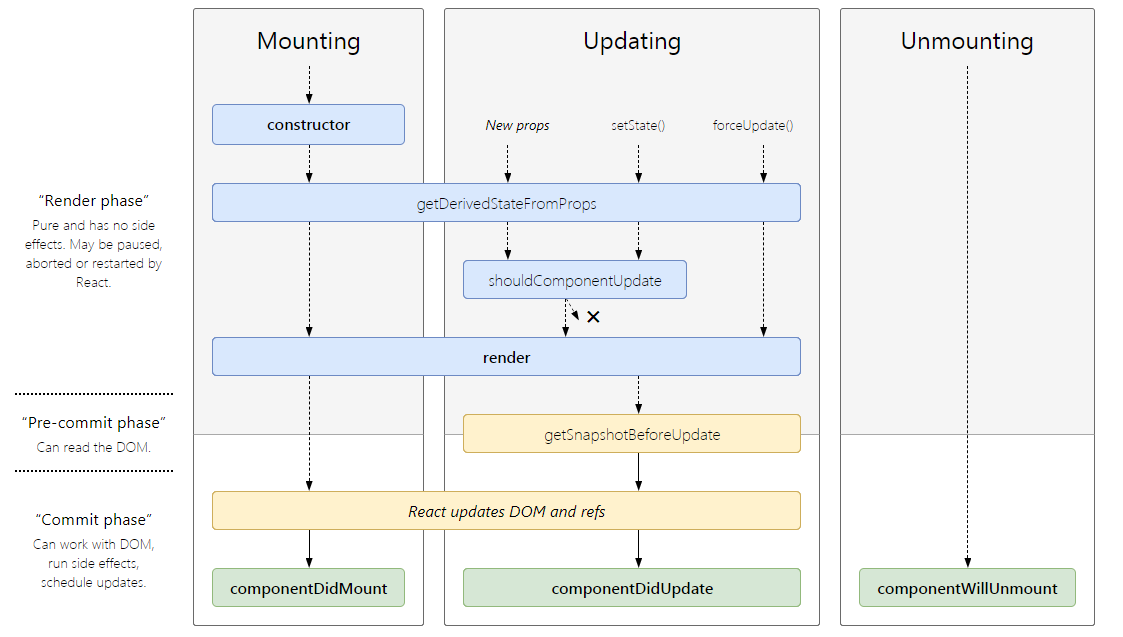 Mounting
Updating
Unmounting
constructor
New props
setState()
forceUpdate()
“Render phase”
Pure and has no side
effects. May be paused,
aborted or restarted by
React.
getDerivedStateFromProps
shouldComponentUpdate
render
“Pre-commit phase”
Can read the DOM.
getSnapshotBeforeUpdate
“Commit phase”
Can work with DOM,
run side effects,
schedule updates.
React updates DOM and refs
componentDidMount
componentDidUpdate
componentWillUnmount